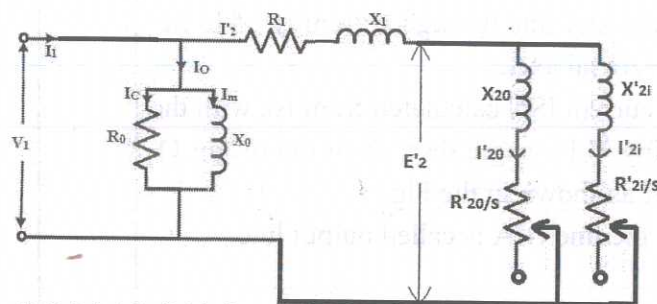 I'2 R1 X1
I1
IO
IC Im
R0 X0
V1
E'2
X20 X'2i
I'20 I'2i
R'20/S R'2i/S